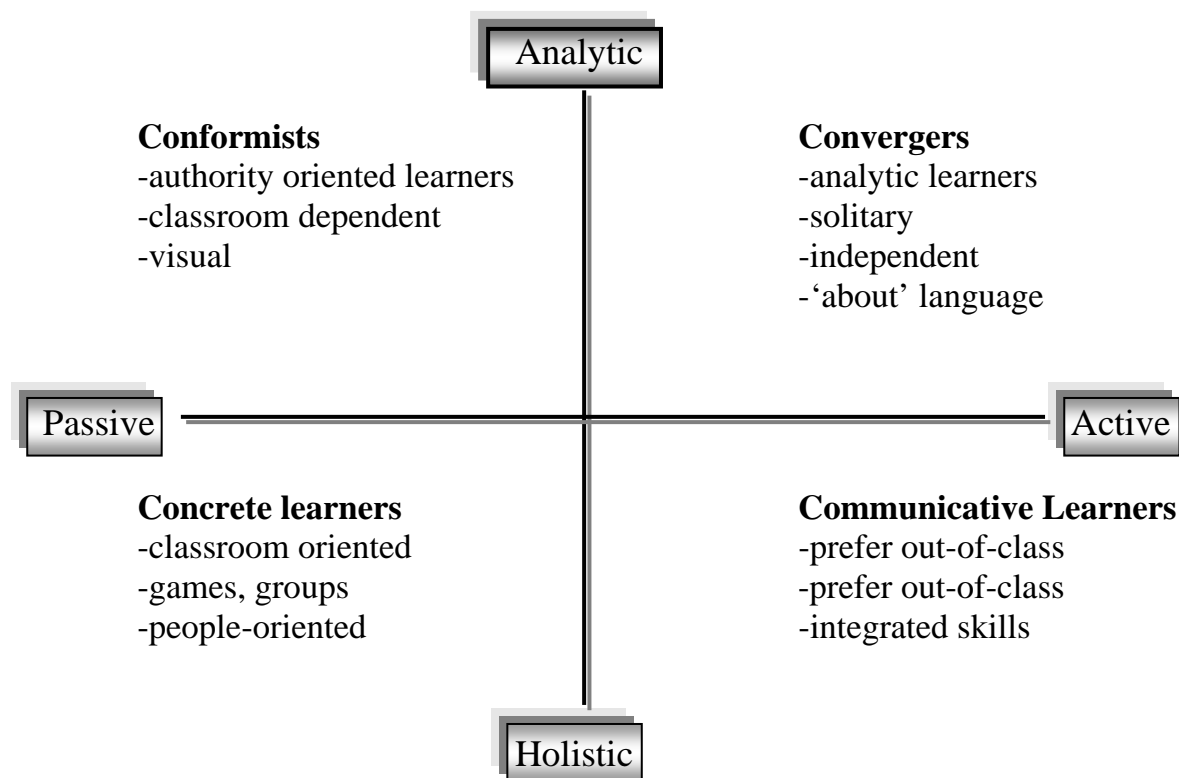 Analytic
Conformists
-authority oriented learners
-classroom dependent
-visual
Convergers
-analytic learners
-solitary
-independent
-‘about’ language
Passive
Active
Concrete learners
-classroom oriented
-games, groups
-people-oriented
Communicative Learners
-prefer out-of-class
-prefer out-of-class
-integrated skills
Holistic